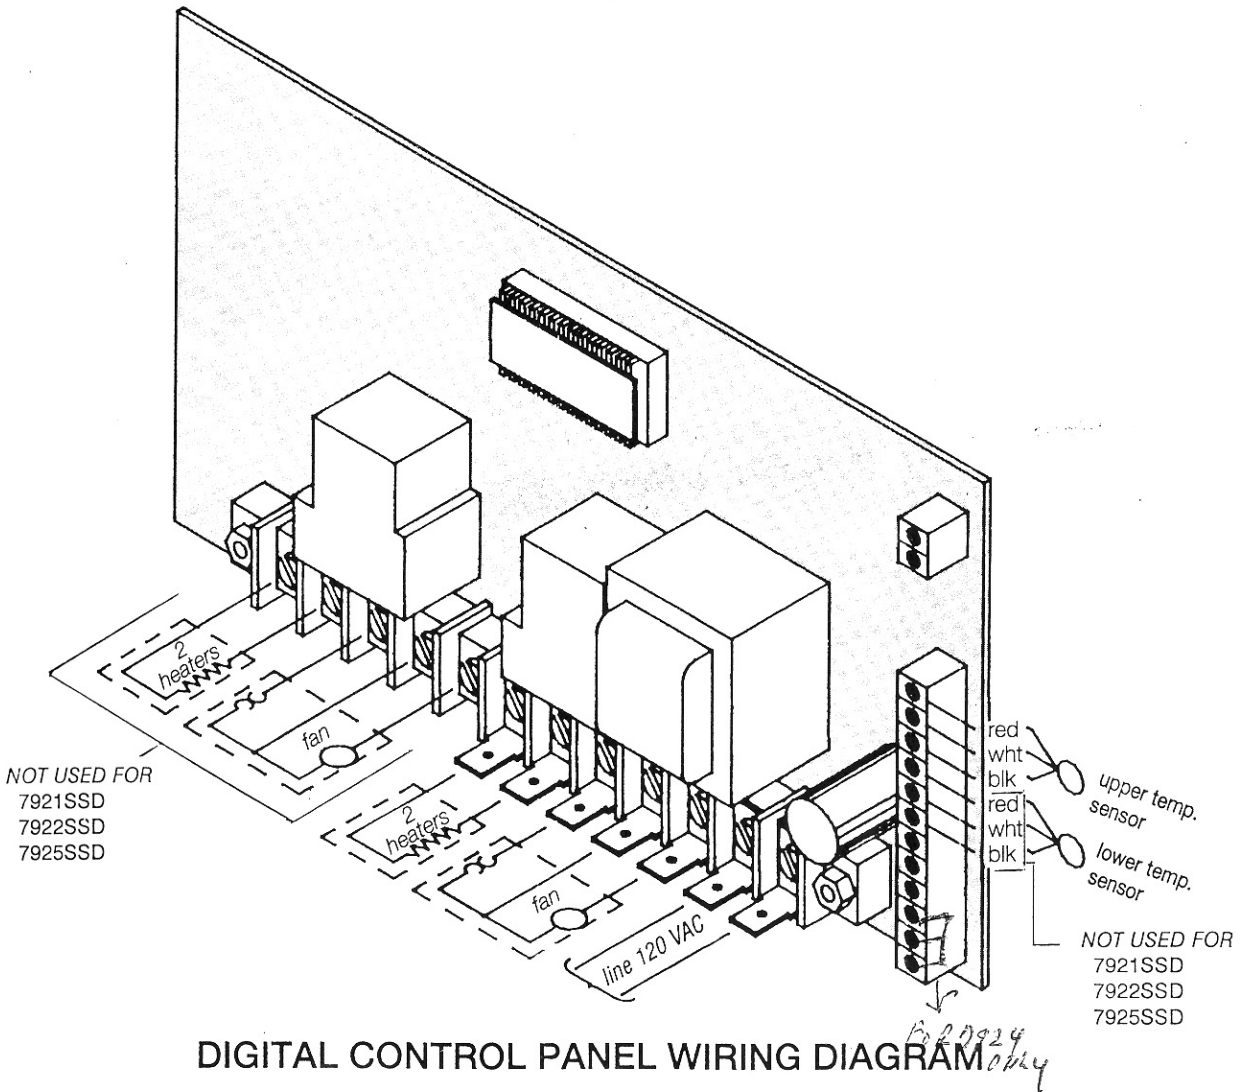 red
wht
blk
red
wht
blk
upper temp.
sensor
lower temp.
sensor
2
heaters
fan
NOT USED FOR
7921SSD
7922SSD
7925SSD
2
heaters
fan
line 120 VAC
NOT USED FOR
7921SSD
7922SSD
7925SSD
DIGITAL CONTROL PANEL WIRING DIAGRAM
only